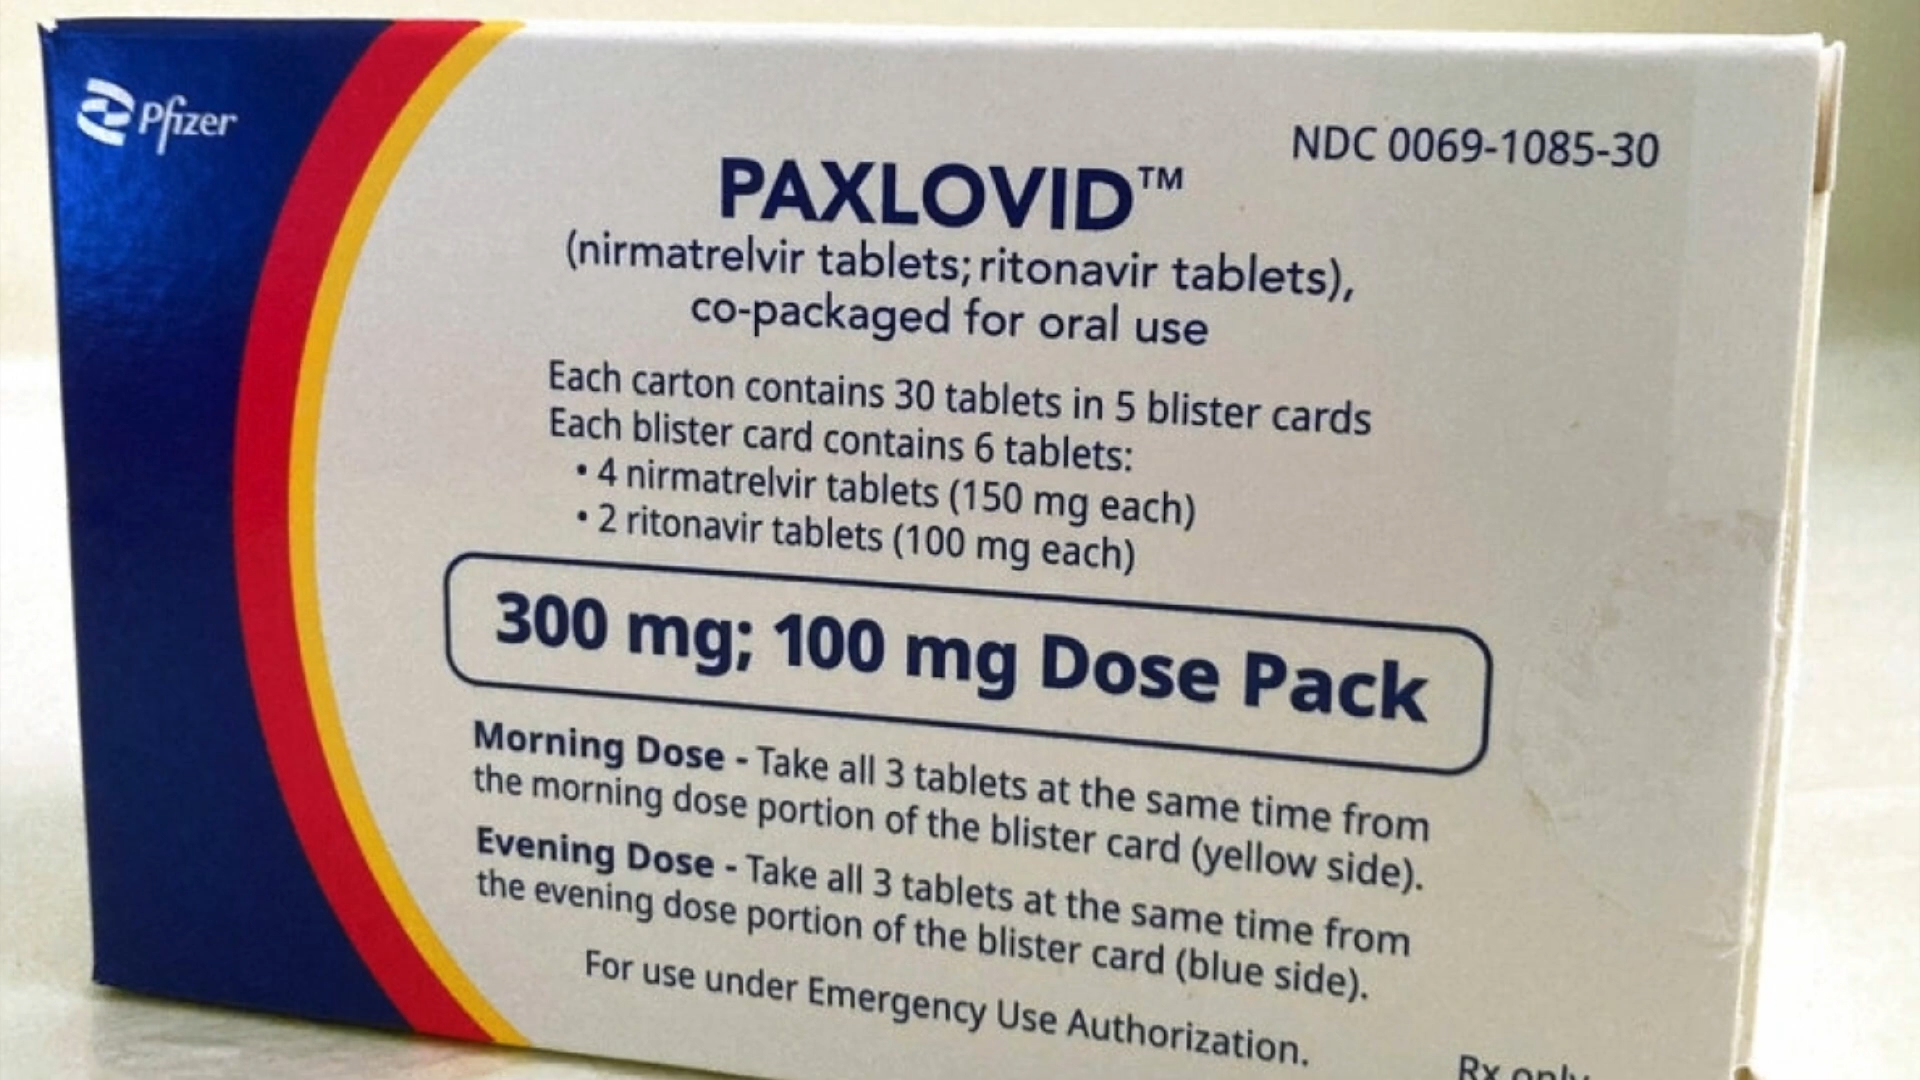 Pfizer
NDC 0069-1085-30
PAXLOVID™
(nirmatrelvir tablets; ritonavir tablets),
co-packaged for oral use
Each carton contains 30 tablets in 5 blister cards
Each blister card contains 6 tablets:
• 4 nirmatrelvir tablets (150 mg each)
• 2 ritonavir tablets (100 mg each)
300 mg; 100 mg Dose Pack
Morning Dose - Take all 3 tablets at the same time from
the morning dose portion of the blister card (yellow side).
Evening Dose - Take all 3 tablets at the same time from
the evening dose portion of the blister card (blue side).
For use under Emergency Use Authorization.
Rx only